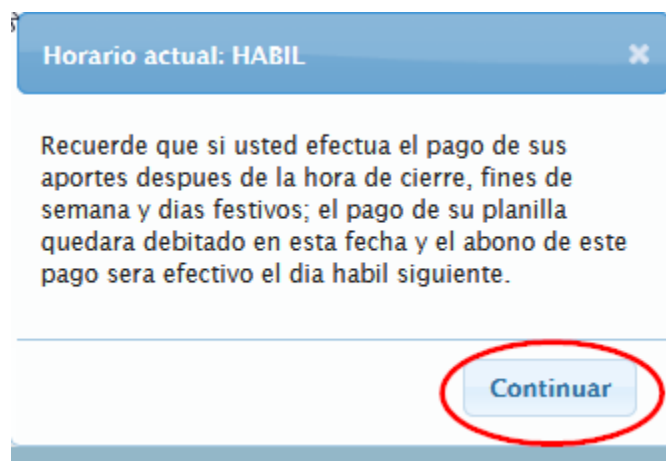 Horario actual: HABIL
Recuerde que si usted efectua el pago de sus
aportes despues de la hora de cierre, fines de
semana y dias festivos; el pago de su planilla
quedara debitado en esta fecha y el abono de este
pago sera efectivo el dia habil siguiente.
Continuar